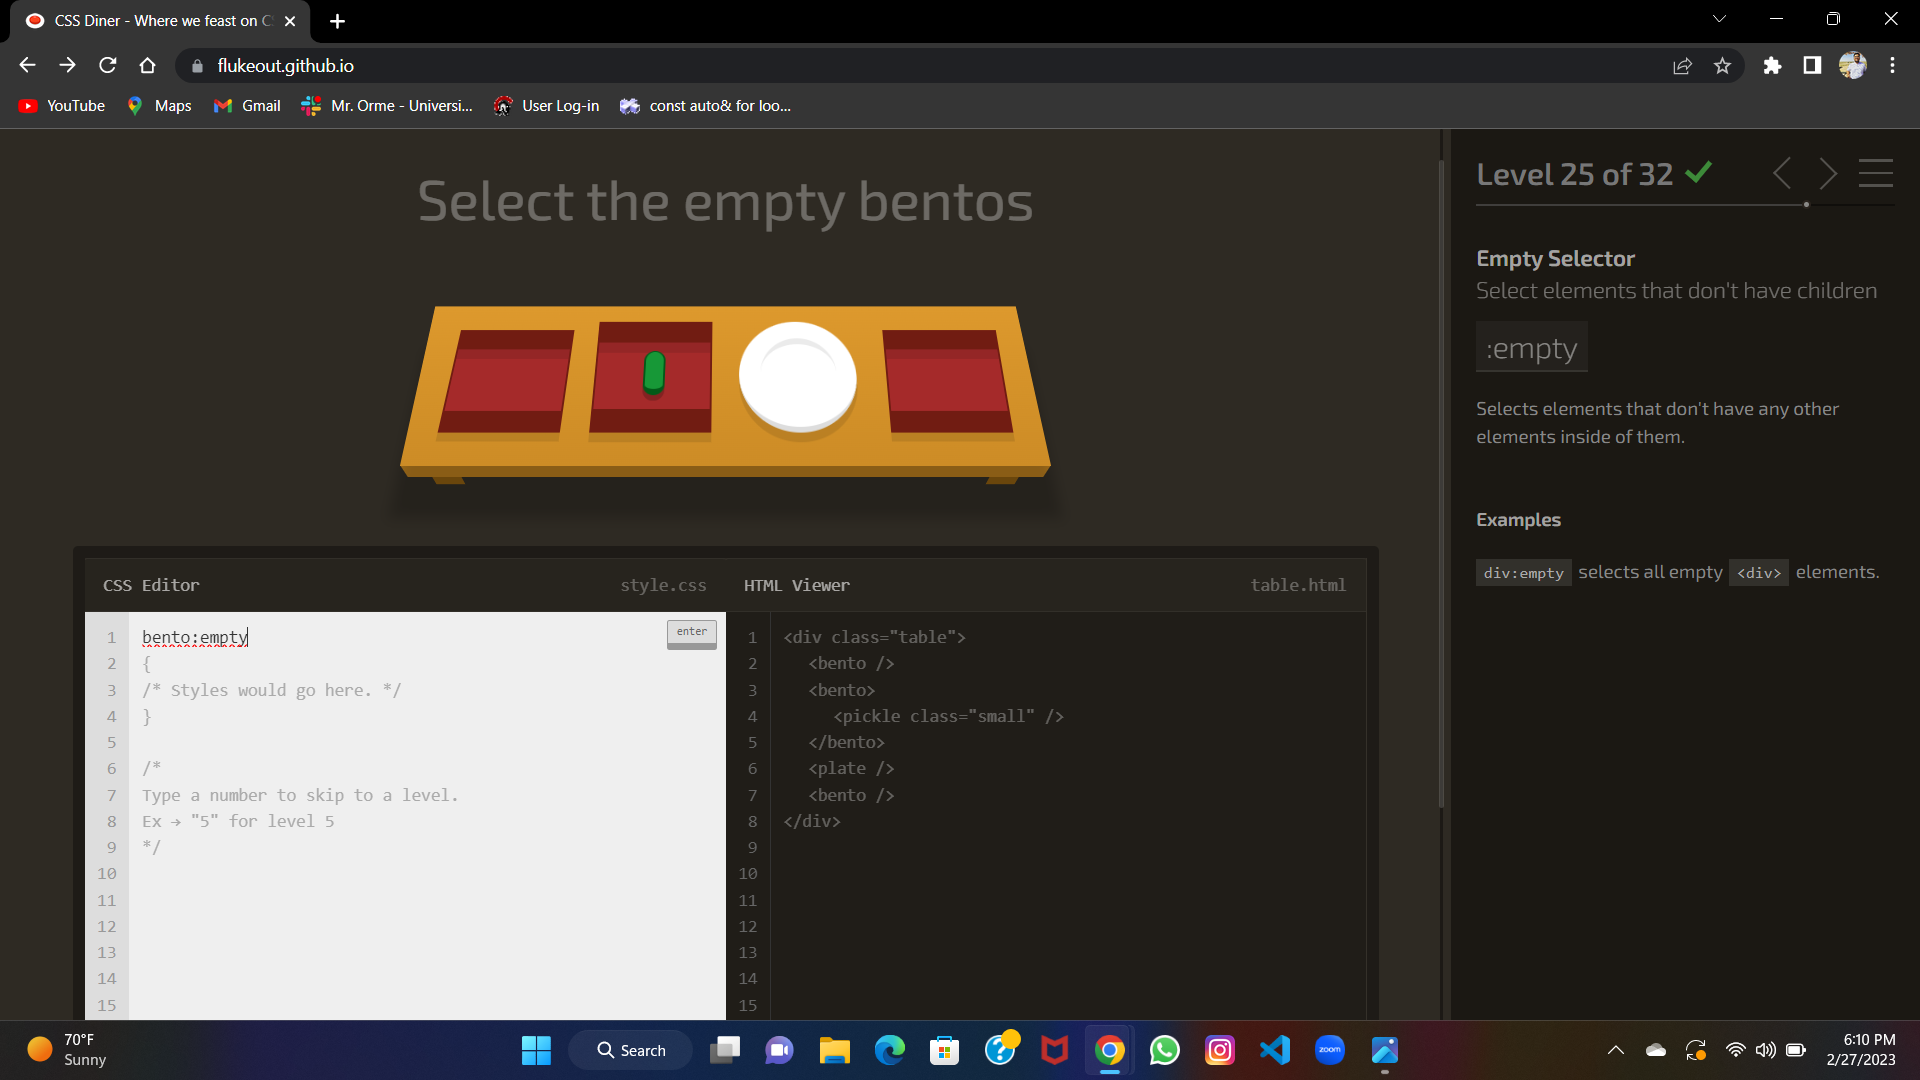 CSS Diner - Where we feast on C
flukeout.github.io
YouTube
Maps
Gmail
Mr. Orme - Universi...
User Log-in
const auto& for loo...
Select the empty bentos
CSS Editor
style.css
1 bento:empty
enter
2 {
3 /* Styles would go here. */
4 }
5
6 /*
7 Type a number to skip to a level.
8 Ex → "5" for level 5
9 */
10
11
12
13
14
15
HTML Viewer
table.html
1 <div class="table">
2 <bento />
3 <bento>
4 <pickle class="small" />
5 </bento>
6 <plate />
7 <bento />
8 </div>
9
10
11
12
13
14
15
Level 25 of 32
Empty Selector
Select elements that don't have children
:empty
Selects elements that don't have any other
elements inside of them.
Examples
div:empty selects all empty <div> elements.
70°F
Sunny
Search
zoom
6:10 PM
2/27/2023